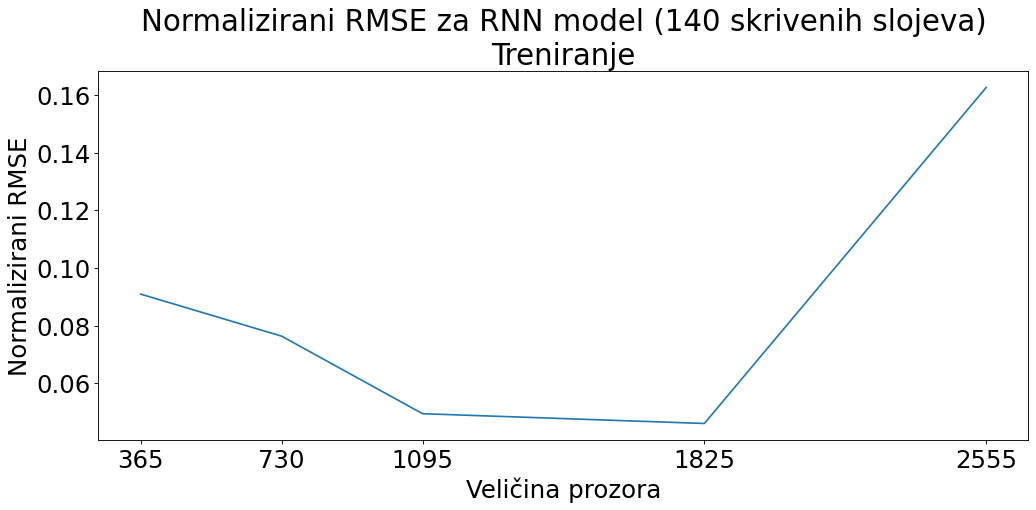 Normalizirani RMSE za RNN model (140 skrivenih slojeva)
Treniranje
Normalizirani RMSE
0.16
0.14
0.12
0.10
0.08
0.06
365 730 1095 1825 2555
Veličina prozora